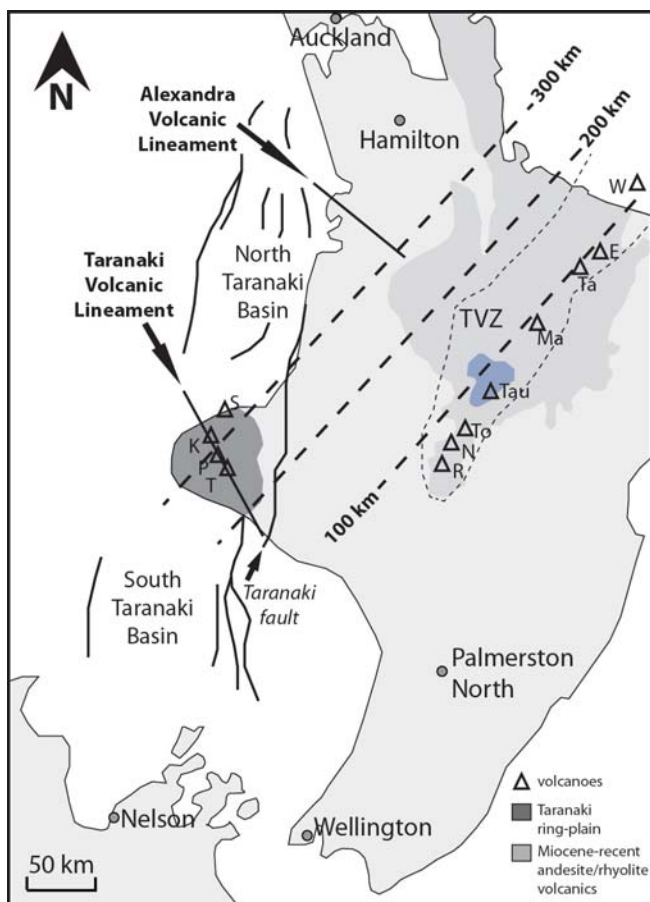 Auckland
N
Alexandra
Volcanic
Lineament
Hamilton
300 km
200 km
W
Taranaki
Volcanic
Lineament
North
Taranaki
Basin
E
Ta
TVZ
Ma
Tau
S
K
P
T
To
N
R
100 km
South
Taranaki
Basin
Taranaki
fault
Palmerston
North
Nelson
Wellington
50 km
volcanoes
Taranaki
ring-plain
Miocene-recent
andesite/rhyolite
volcanics